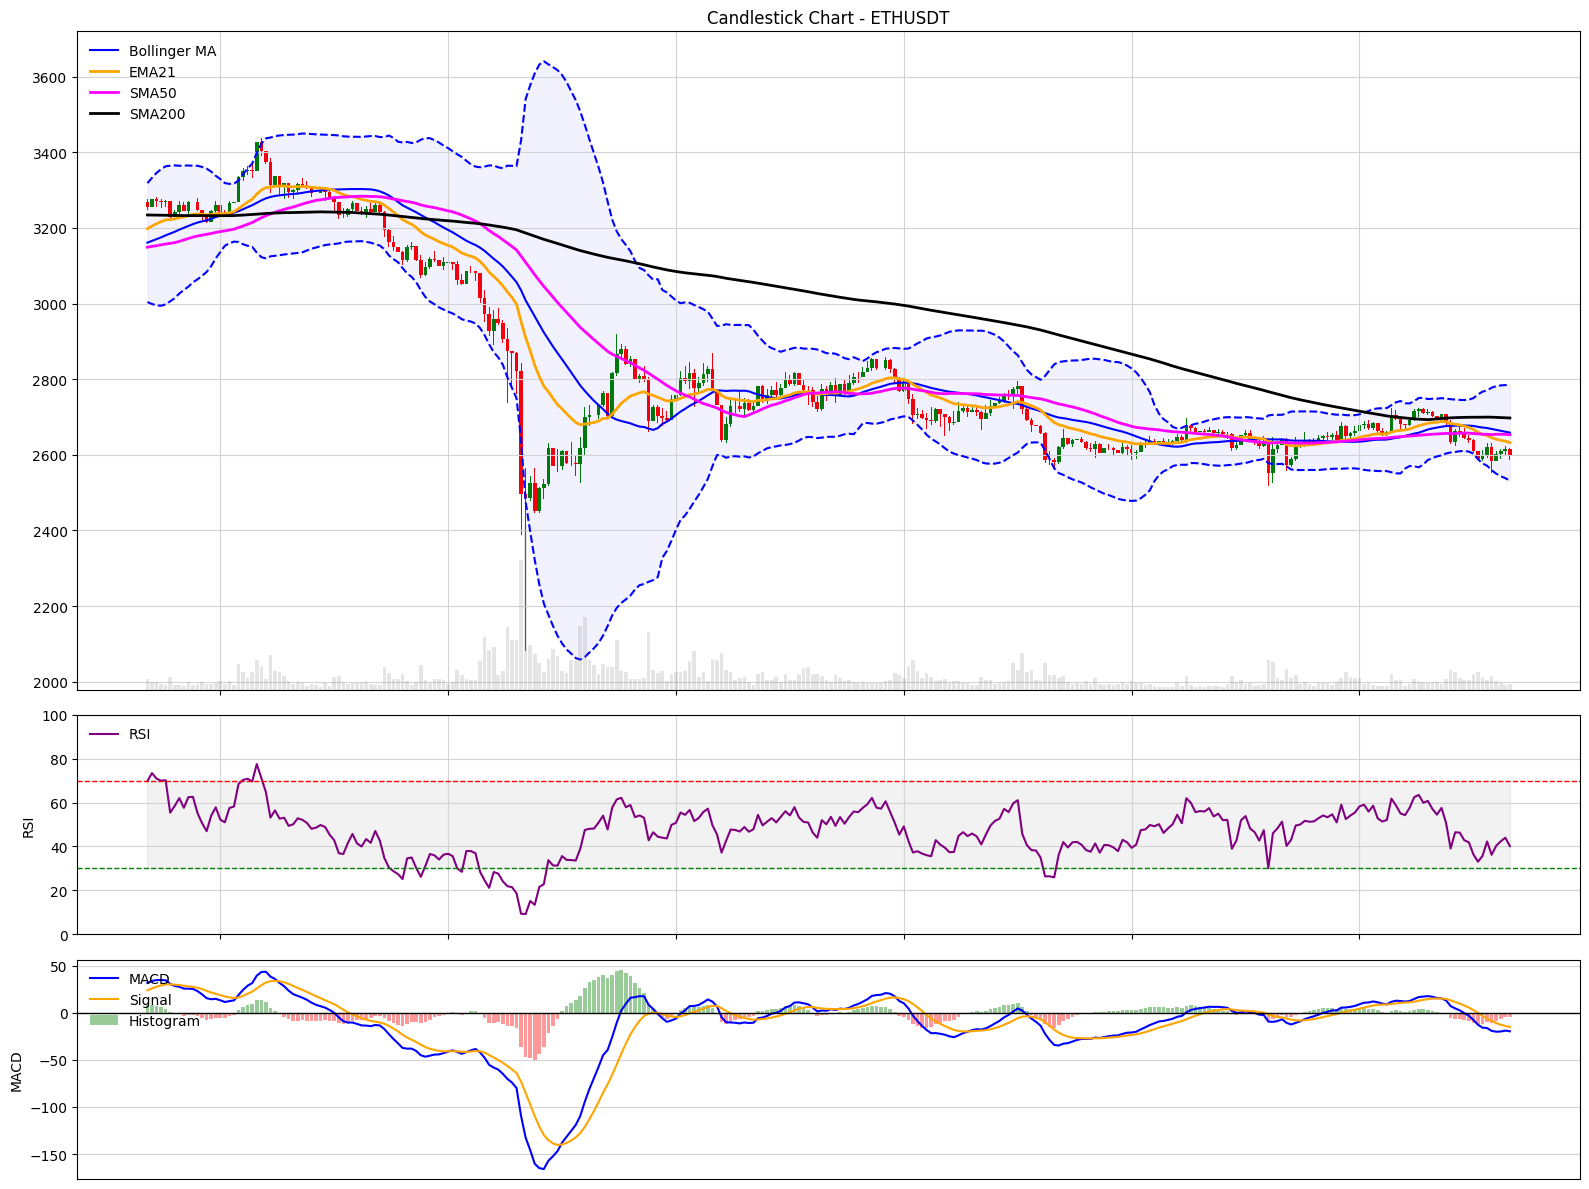 Candlestick Chart - ETHUSDT
Bollinger MA
EMA21
SMA50
SMA200
3600
3400
3200
3000
2800
2600
2400
2200
2000
RSI
100
80
60
40
20
0
RSI
MACD
Signal
Histogram
50
0
−50
−100
−150
MACD